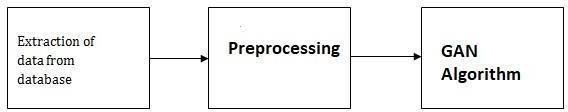 Extraction of
data from
database
Preprocessing
GAN
Algorithm